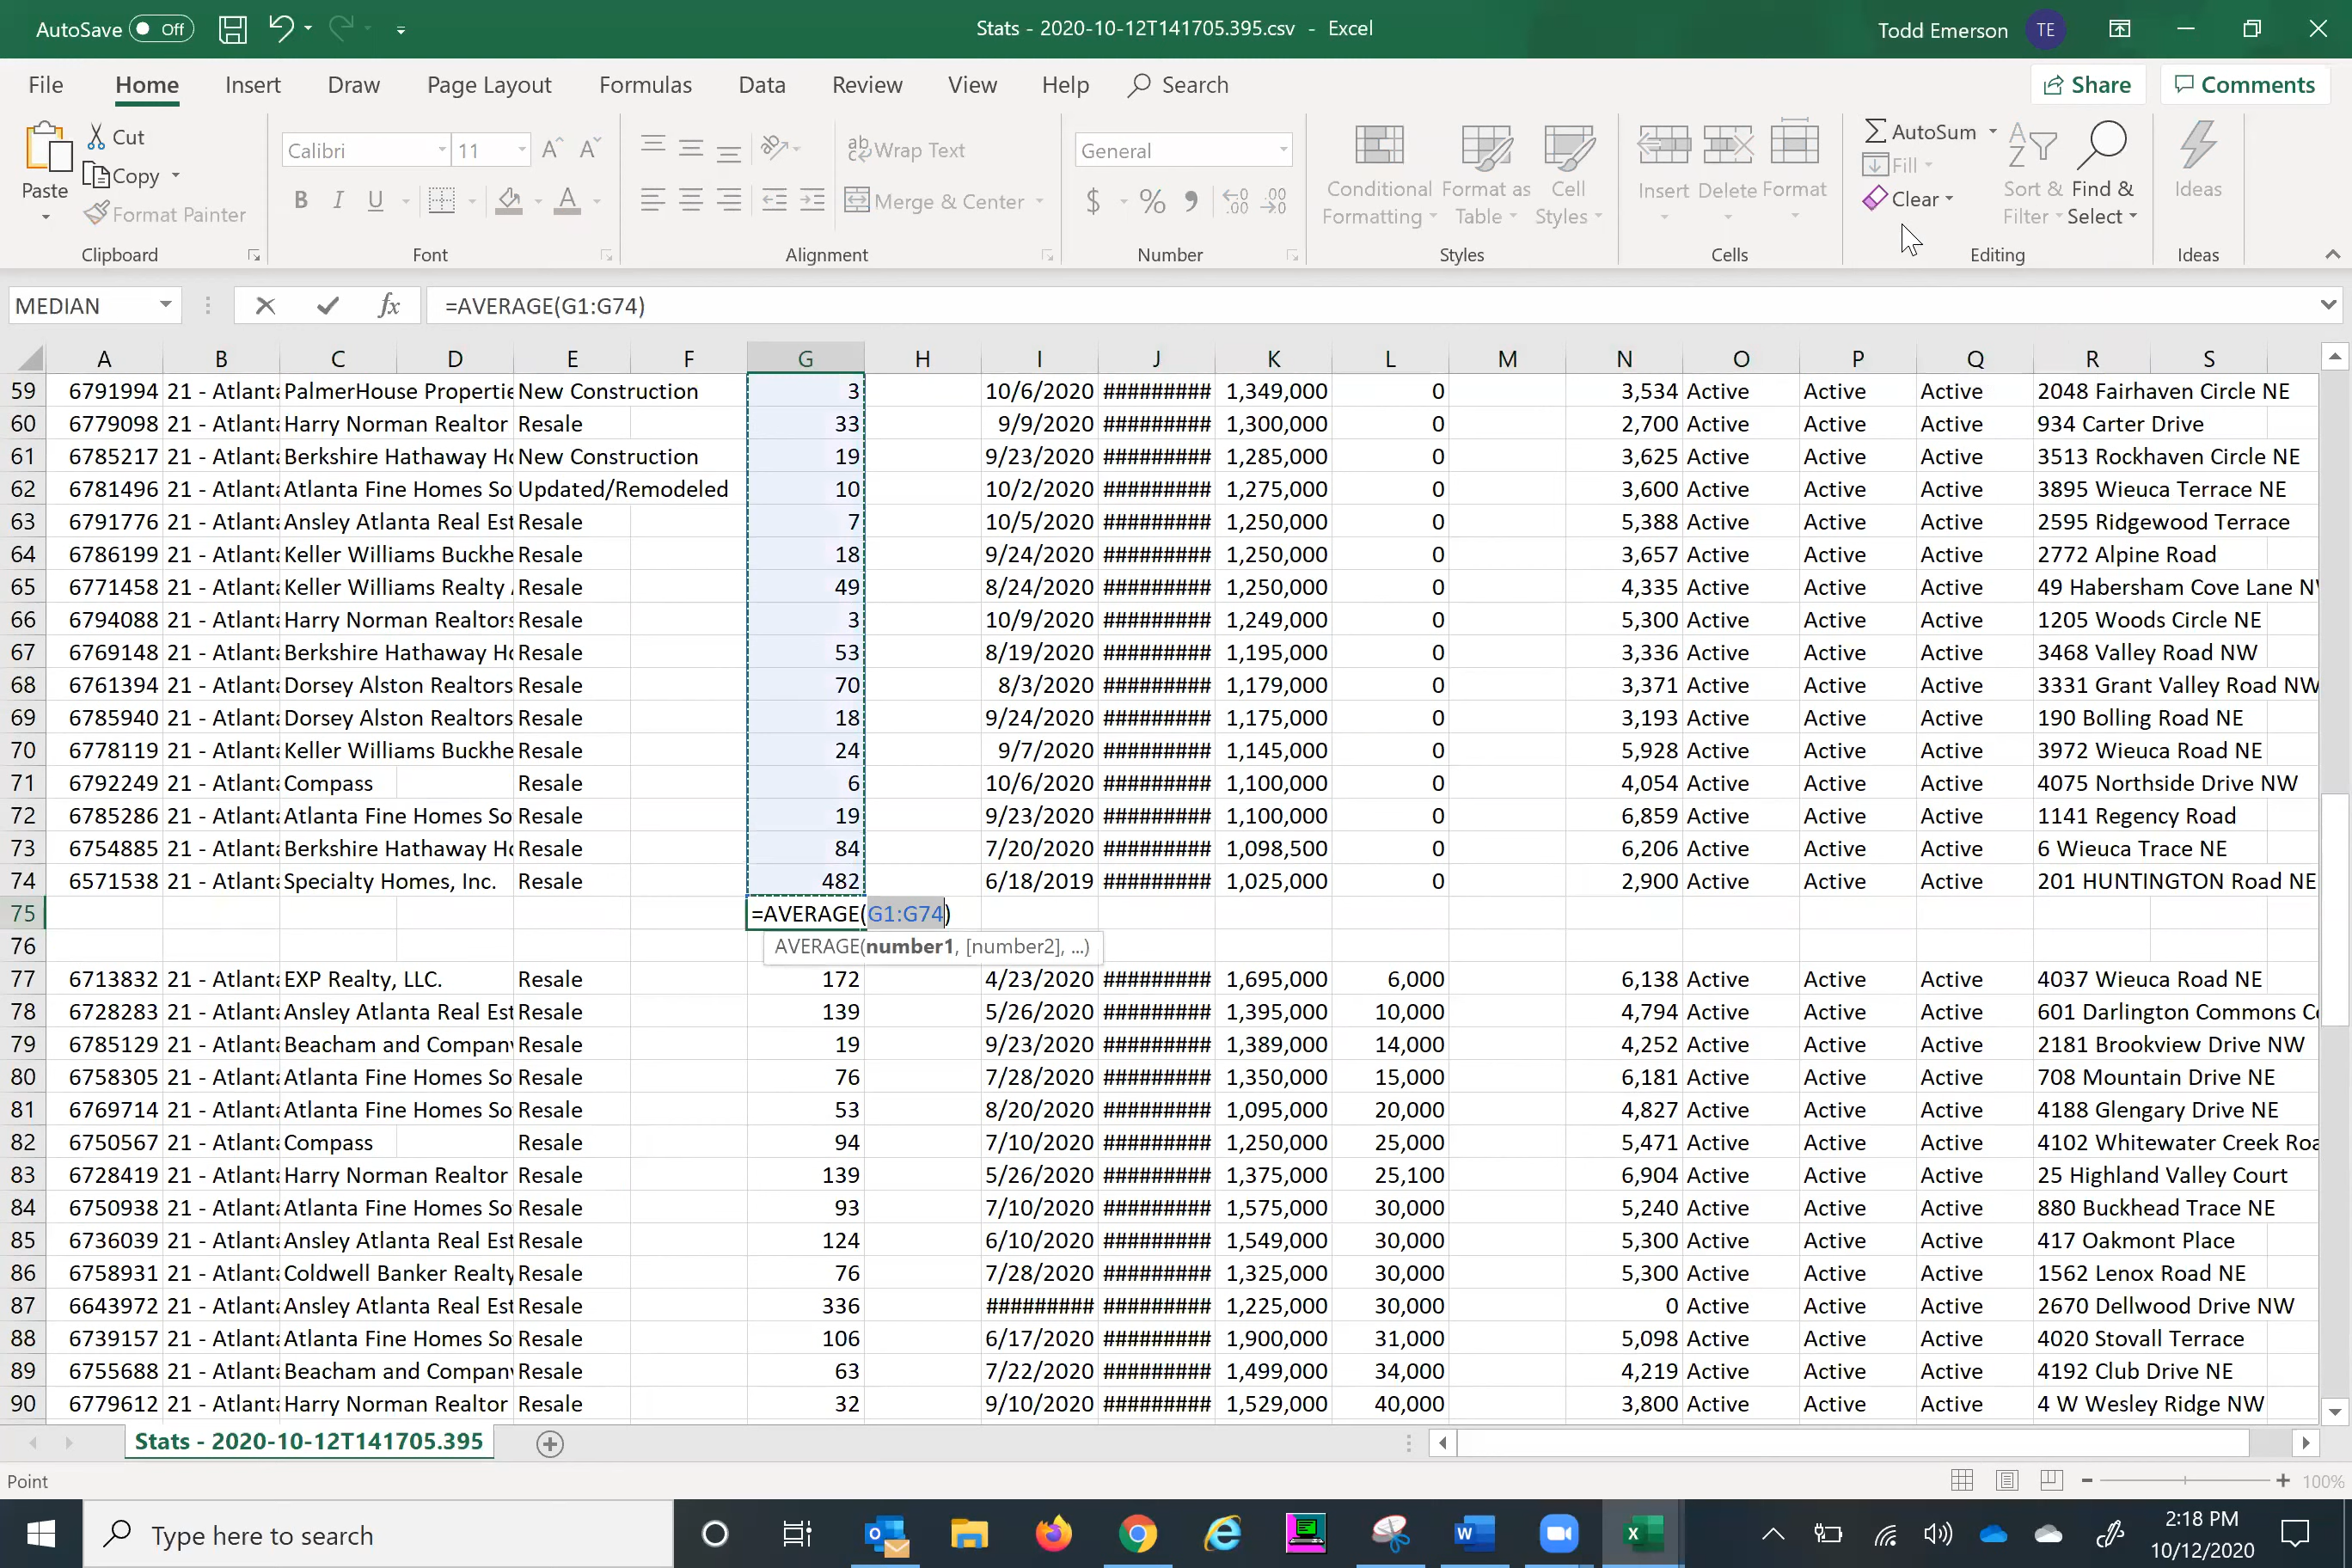 AutoSave Off
Stats - 2020-10-12T141705.395.csv - Excel
Todd Emerson TE
File Home Insert Draw Page Layout Formulas Data Review View Help Search Share Comments
Paste Cut Copy Format Painter
Clipboard
Calibri 11
B I U
Font
ab Wrap Text
Merge & Center
Alignment
General
$ % , .00 .00
Number
Conditional Formatting Format as Table Cell Styles
Styles
Insert Delete Format
Cells
AutoSum Fill Clear
Sort & Filter Find & Select
Editing
Ideas
Ideas
MEDIAN fx =AVERAGE(G1:G74)
A B C D E F G H I J K L M N O P Q R S
59 6791994 21 - Atlanta PalmerHouse Propertie New Construction 3 10/6/2020 ######### 1,349,000 0 3,534 Active Active Active 2048 Fairhaven Circle NE
60 6779098 21 - Atlanta Harry Norman Realtor Resale 33 9/9/2020 ######### 1,300,000 0 2,700 Active Active Active 934 Carter Drive
61 6785217 21 - Atlanta Berkshire Hathaway Ho New Construction 19 9/23/2020 ######### 1,285,000 0 3,625 Active Active Active 3513 Rockhaven Circle NE
62 6781496 21 - Atlanta Atlanta Fine Homes So Updated/Remodeled 10 10/2/2020 ######### 1,275,000 0 3,600 Active Active Active 3895 Wieuca Terrace NE
63 6791776 21 - Atlanta Ansley Atlanta Real Est Resale 7 10/5/2020 ######### 1,250,000 0 5,388 Active Active Active 2595 Ridgewood Terrace
64 6786199 21 - Atlanta Keller Williams Buckhe Resale 18 9/24/2020 ######### 1,250,000 0 3,657 Active Active Active 2772 Alpine Road
65 6771458 21 - Atlanta Keller Williams Realty Resale 49 8/24/2020 ######### 1,250,000 0 4,335 Active Active Active 49 Habersham Cove Lane NW
66 6794088 21 - Atlanta Harry Norman Realtors Resale 3 10/9/2020 ######### 1,249,000 0 5,300 Active Active Active 1205 Woods Circle NE
67 6769148 21 - Atlanta Berkshire Hathaway Ho Resale 53 8/19/2020 ######### 1,195,000 0 3,336 Active Active Active 3468 Valley Road NW
68 6761394 21 - Atlanta Dorsey Alston Realtors Resale 70 8/3/2020 ######### 1,179,000 0 3,371 Active Active Active 3331 Grant Valley Road NW
69 6785940 21 - Atlanta Dorsey Alston Realtors Resale 18 9/24/2020 ######### 1,175,000 0 3,193 Active Active Active 190 Bolling Road NE
70 6778119 21 - Atlanta Keller Williams Buckhe Resale 24 9/7/2020 ######### 1,145,000 0 5,928 Active Active Active 3972 Wieuca Road NE
71 6792249 21 - Atlanta Compass Resale 6 10/6/2020 ######### 1,100,000 0 4,054 Active Active Active 4075 Northside Drive NW
72 6785286 21 - Atlanta Atlanta Fine Homes So Resale 19 9/23/2020 ######### 1,100,000 0 6,859 Active Active Active 1141 Regency Road
73 6754885 21 - Atlanta Berkshire Hathaway Ho Resale 84 7/20/2020 ######### 1,098,500 0 6,206 Active Active Active 6 Wieuca Trace NE
74 6571538 21 - Atlanta Specialty Homes, Inc. Resale 482 6/18/2019 ######### 1,025,000 0 2,900 Active Active Active 201 HUNTINGTON Road NE
75 =AVERAGE(G1:G74)
76 AVERAGE(number1, [number2], ...)
77 6713832 21 - Atlanta EXP Realty, LLC. Resale 172 4/23/2020 ######### 1,695,000 6,000 6,138 Active Active Active 4037 Wieuca Road NE
78 6728283 21 - Atlanta Ansley Atlanta Real Est Resale 139 5/26/2020 ######### 1,395,000 10,000 4,794 Active Active Active 601 Darlington Commons Co
79 6785129 21 - Atlanta Beacham and Company Resale 19 9/23/2020 ######### 1,389,000 14,000 4,252 Active Active Active 2181 Brookview Drive NW
80 6758305 21 - Atlanta Atlanta Fine Homes So Resale 76 7/28/2020 ######### 1,350,000 15,000 6,181 Active Active Active 708 Mountain Drive NE
81 6769714 21 - Atlanta Atlanta Fine Homes So Resale 53 8/20/2020 ######### 1,095,000 20,000 4,827 Active Active Active 4188 Glengary Drive NE
82 6750567 21 - Atlanta Compass Resale 94 7/10/2020 ######### 1,250,000 25,000 5,471 Active Active Active 4102 Whitewater Creek Roa
83 6728419 21 - Atlanta Harry Norman Realtor Resale 139 5/26/2020 ######### 1,375,000 25,100 6,904 Active Active Active 25 Highland Valley Court
84 6750938 21 - Atlanta Atlanta Fine Homes So Resale 93 7/10/2020 ######### 1,575,000 30,000 5,240 Active Active Active 880 Buckhead Trace NE
85 6736039 21 - Atlanta Ansley Atlanta Real Est Resale 124 6/10/2020 ######### 1,549,000 30,000 5,300 Active Active Active 417 Oakmont Place
86 6758931 21 - Atlanta Coldwell Banker Realty Resale 76 7/28/2020 ######### 1,325,000 30,000 5,300 Active Active Active 1562 Lenox Road NE
87 6643972 21 - Atlanta Ansley Atlanta Real Est Resale 336 ######### ######### 1,225,000 30,000 0 Active Active Active 2670 Dellwood Drive NW
88 6739157 21 - Atlanta Atlanta Fine Homes So Resale 106 6/17/2020 ######### 1,900,000 31,000 5,098 Active Active Active 4020 Stovall Terrace
89 6755688 21 - Atlanta Beacham and Company Resale 63 7/22/2020 ######### 1,499,000 34,000 4,219 Active Active Active 4192 Club Drive NE
90 6779612 21 - Atlanta Harry Norman Realtor Resale 32 9/10/2020 ######### 1,529,000 40,000 3,800 Active Active Active 4 W Wesley Ridge NW
Stats - 2020-10-12T141705.395
Point 100%
Type here to search
2:18 PM
10/12/2020